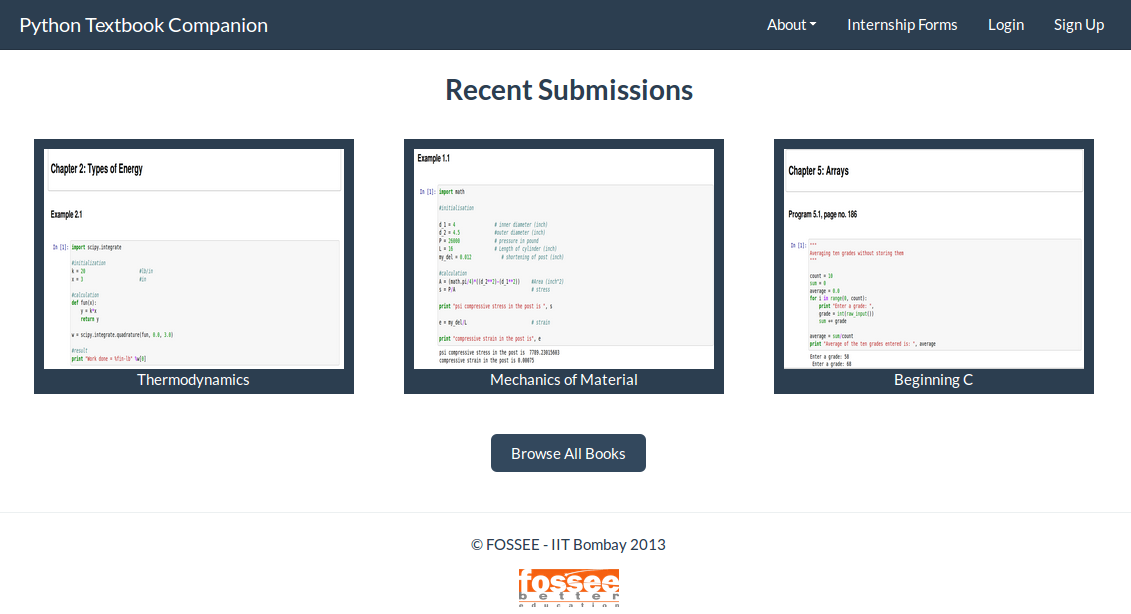 Python Textbook Companion
About
Internship Forms
Login
Sign Up
Recent Submissions
Chapter 2: Types of Energy
Example 2.1
In [1]: import scipy.integrate
#initialization
k = 20 #lb/in
x = 3 #in
#calculation
def fun(x):
y = k*x
return y
w = scipy.integrate.quadrature(fun, 0.0, 3.0)
#result
print "Work done = %fin-lb" %w[0]
Thermodynamics
Example 1.1
In [1]: import math
#initialisation
d_1 = 4 # inner diameter (inch)
d_2 = 4.5 #outer diameter (inch)
P = 26000 # pressure in pound
L = 16 # Length of cylinder (inch)
my_del = 0.012 # shortening of post (inch)
#calculation
A = (math.pi/4)*((d_2**2)-(d_1**2)) #Area (inch^2)
s = P/A # stress
print "psi compressive stress in the post is ", s
e = my_del/L # strain
print "compressive strain in the post is", e
psi compressive stress in the post is 7789.23015603
compressive strain in the post is 0.00075
Mechanics of Material
Chapter 5: Arrays
Program 5.1, page no. 186
In [1]: """
Averaging ten grades without storing them
"""
count = 10
sum = 0
average = 0.0
for i in range(0, count):
print "Enter a grade: ",
grade = int(raw_input())
sum += grade
average = sum/count
print "Average of the ten grades entered is: ", average
Enter a grade: 50
Enter a grade: 60
Beginning C
Browse All Books
© FOSSEE - IIT Bombay 2013
fossee
better
education